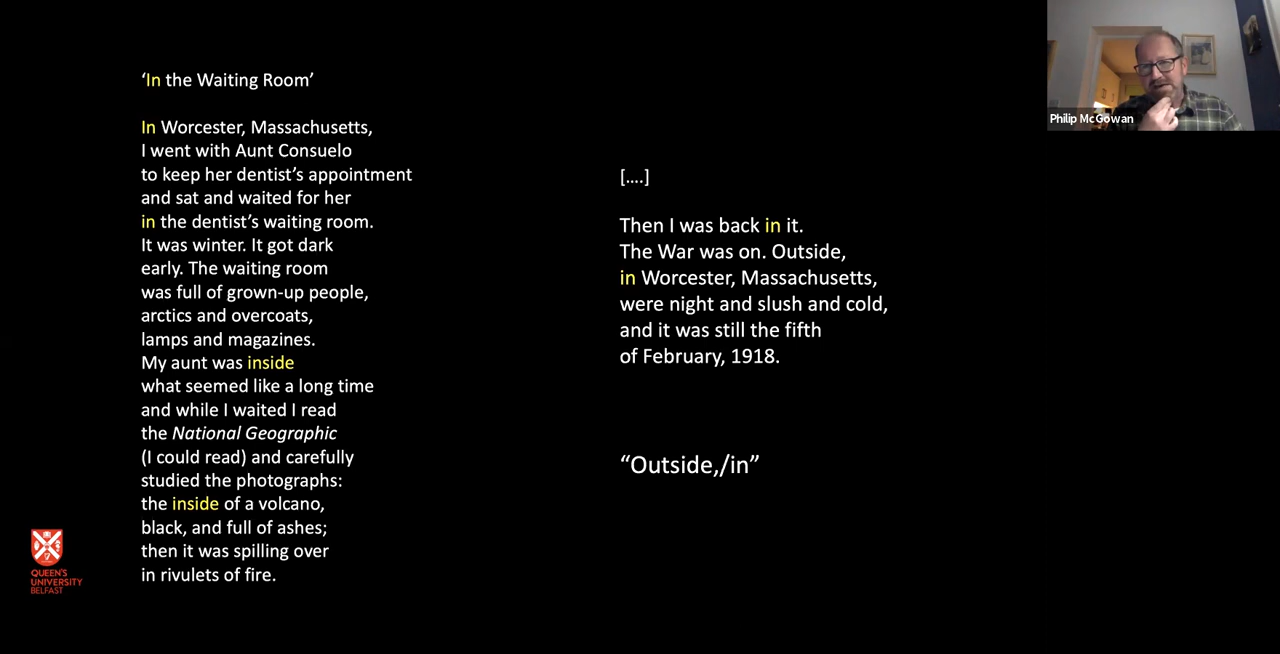 ‘In the Waiting Room’
In Worcester, Massachusetts,
I went with Aunt Consuelo
to keep her dentist’s appointment
and sat and waited for her
in the dentist’s waiting room.
It was winter. It got dark
early. The waiting room
was full of grown-up people,
arctics and overcoats,
lamps and magazines.
My aunt was inside
what seemed like a long time
and while I waited I read
the National Geographic
(I could read) and carefully
studied the photographs:
the inside of a volcano,
black, and full of ashes;
then it was spilling over
in rivulets of fire.
[....]
Then I was back in it.
The War was on. Outside,
in Worcester, Massachusetts,
were night and slush and cold,
and it was still the fifth
of February, 1918.
“Outside,/in”
Philip McGowan
QUEEN'S
UNIVERSITY
BELFAST